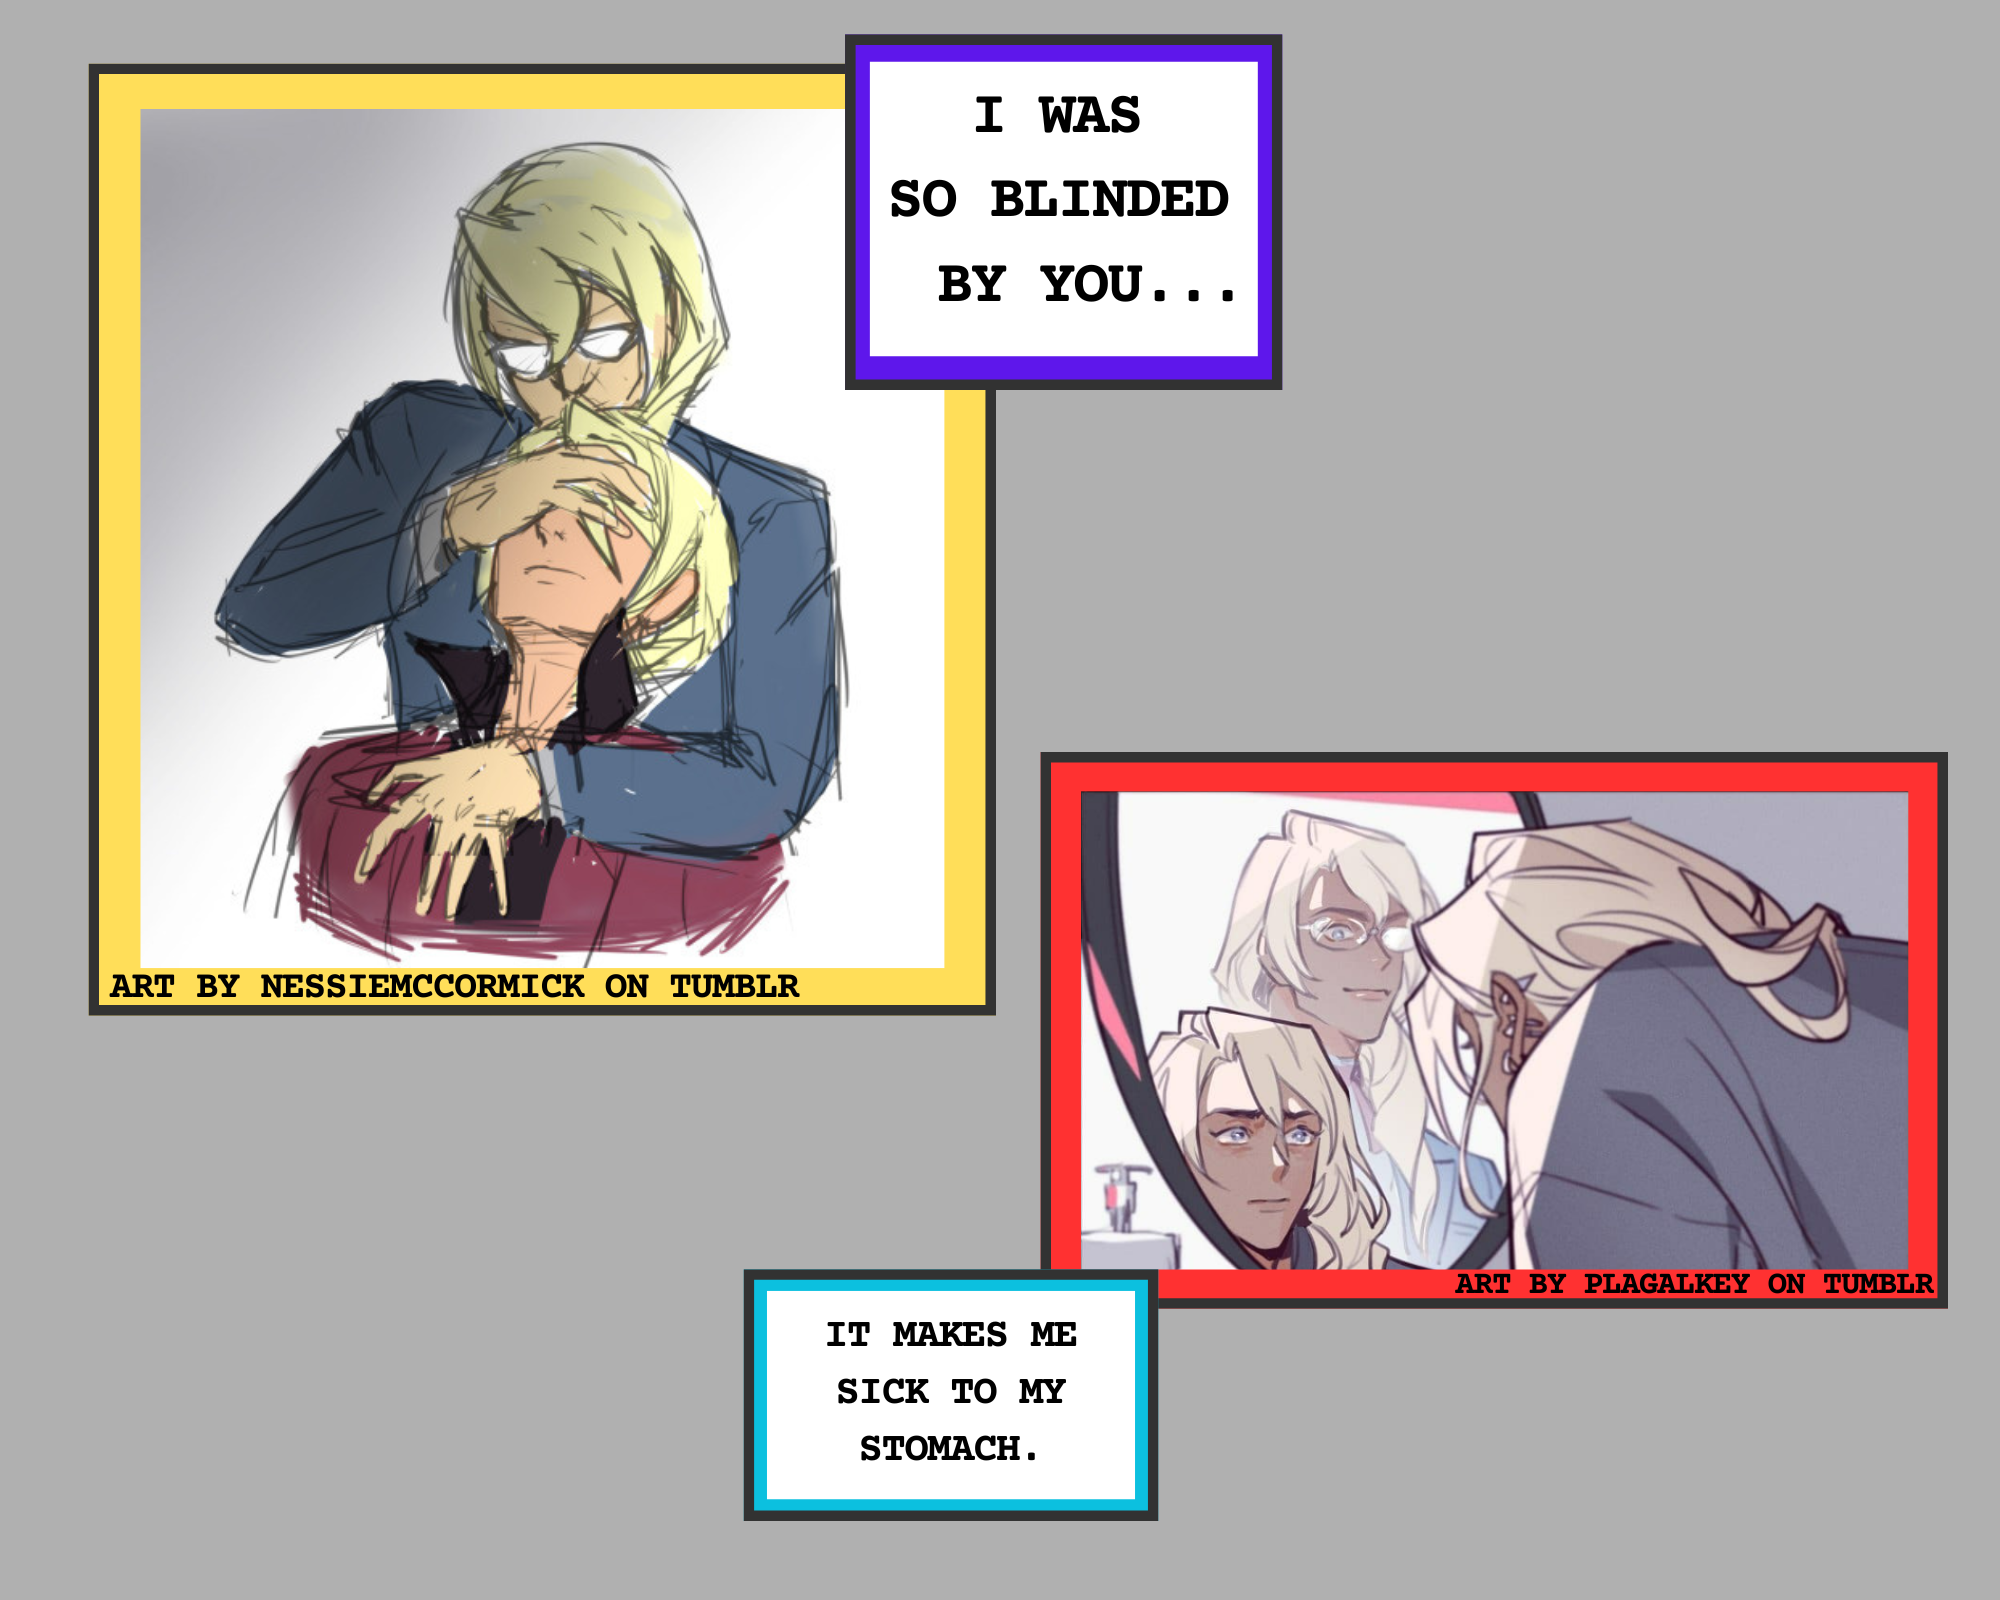 I WAS
SO BLINDED
BY YOU...
ART BY NESSIEMCCORMICK ON TUMBLR
ART BY PLAGALKEY ON TUMBLR
IT MAKES ME
SICK TO MY
STOMACH.